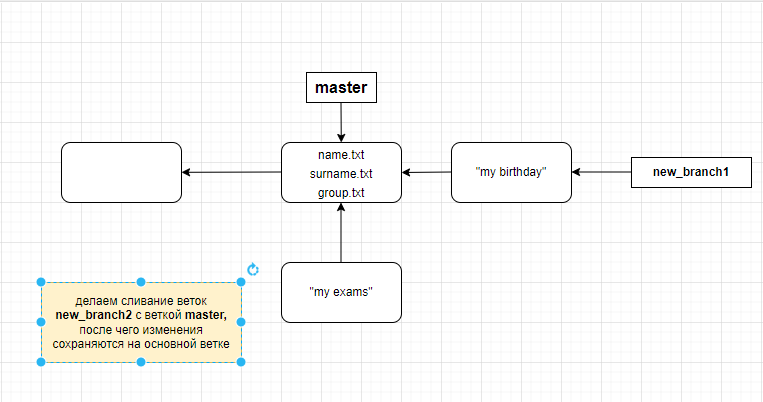 master
name.txt
surname.txt
group.txt
"my birthday"
new_branch1
"my exams"
делаем сливание веток
new_branch2 с веткой master,
после чего изменения
сохраняются на основной ветке